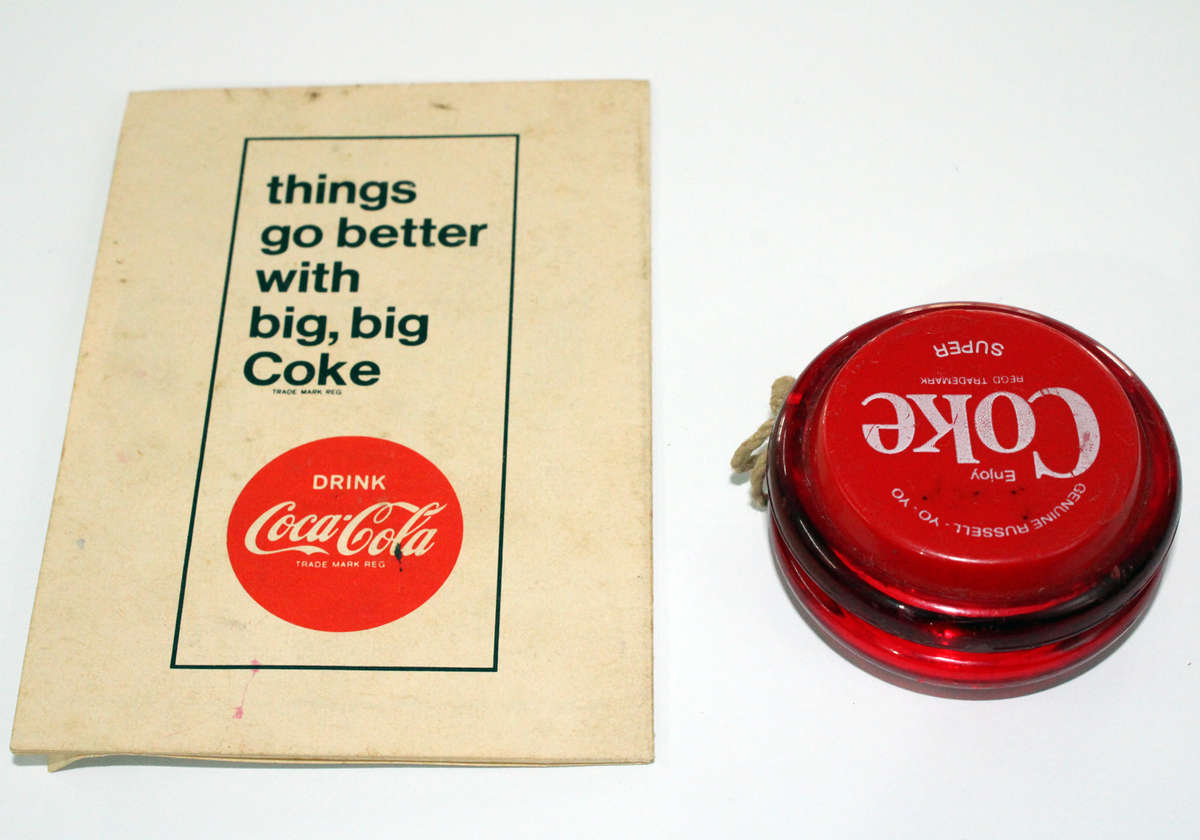 things
go better
with
big, big
Coke
TRADE MARK REG
DRINK
Coca-Cola
TRADE MARK REG
GENUINE RUSSELL · YO · YO
Enjoy
Coke
REGD TRADEMARK
SUPER